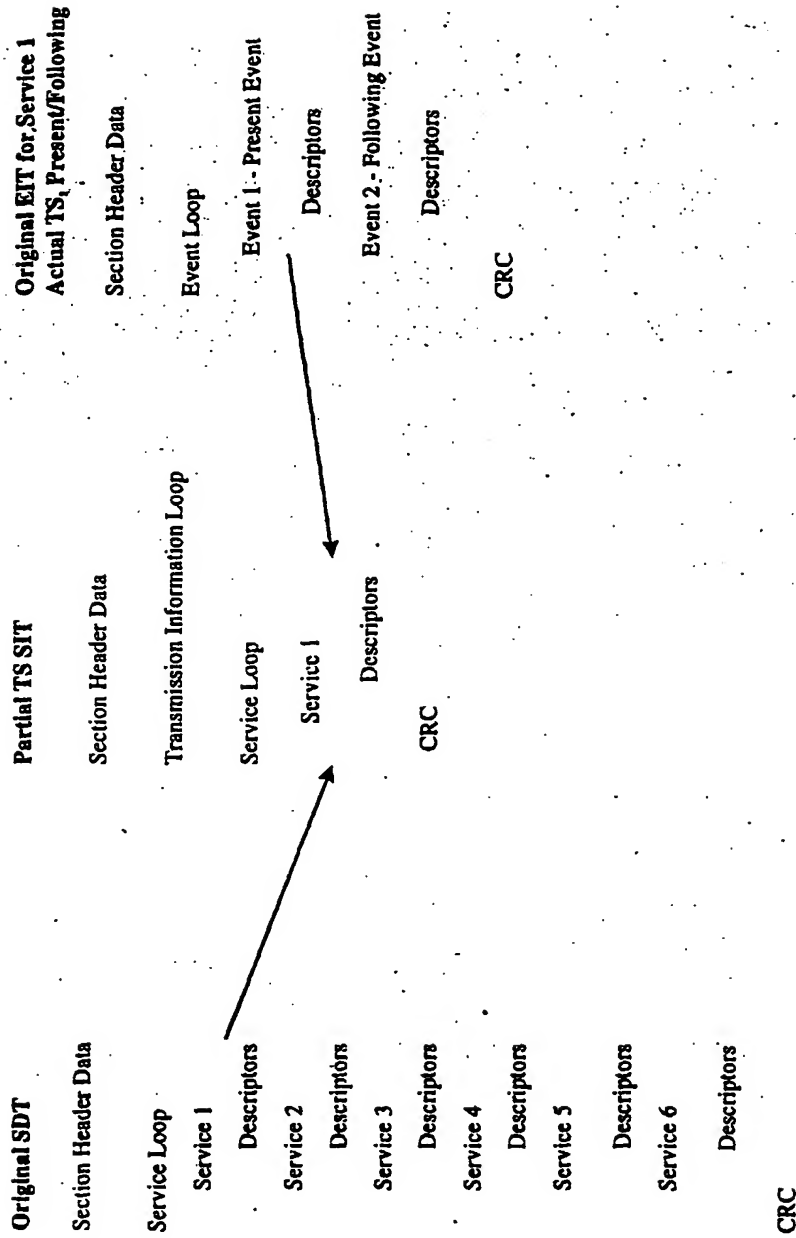 Original SDT
Section Header Data
Service Loop
Service 1
Descriptors
Service 2
Descriptors
Service 3
Descriptors
Service 4
Descriptors
Service 5
Descriptors
Service 6
Descriptors
CRC
Partial TS SIT
Section Header Data
Transmission Information Loop
Service Loop
Service 1
Descriptors
CRC
Original EIT for Service 1
Actual TS, Present/Following
Section Header Data
Event Loop
Event 1 - Present Event
Descriptors
Event 2 - Following Event
Descriptors
CRC